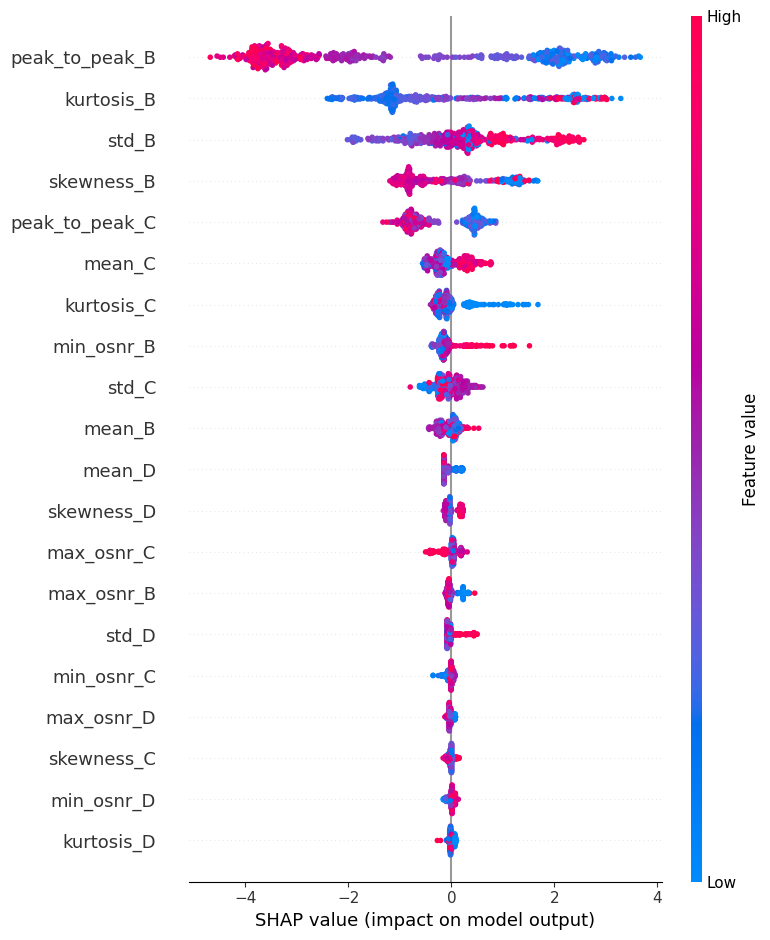 High
peak_to_peak_B
kurtosis_B
std_B
skewness_B
peak_to_peak_C
mean_C
kurtosis_C
min_osnr_B
std_C
mean_B
mean_D
skewness_D
max_osnr_C
max_osnr_B
std_D
min_osnr_C
max_osnr_D
skewness_C
min_osnr_D
kurtosis_D
Feature value
Low
−4 −2 0 2 4
SHAP value (impact on model output)